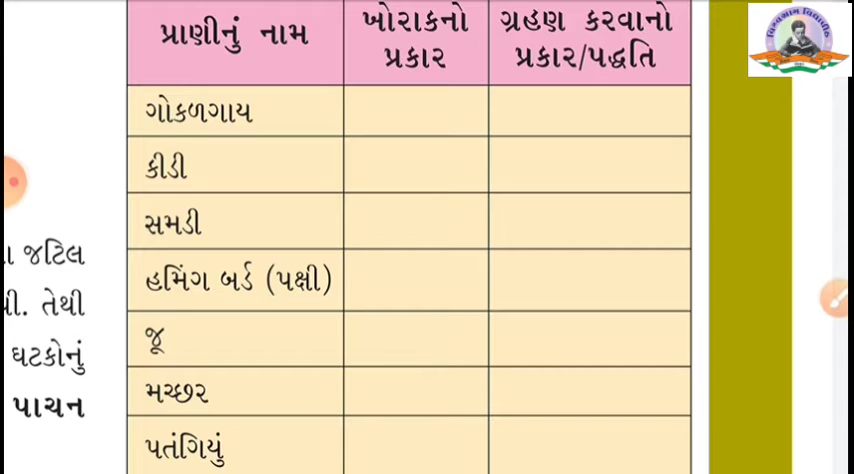 પ્રાણીનું નામ
ખોરાકનો
પ્રકાર
ગ્રહણ કરવાનો
પ્રકાર/પદ્ધતિ
ગોકળગાય
કીડી
સમડી
હમિંગ બર્ડ (પક્ષી)
જૂ
મચ્છર
પતંગિયું
જટિલ
તેથી
ઘટકોનું
પાચન